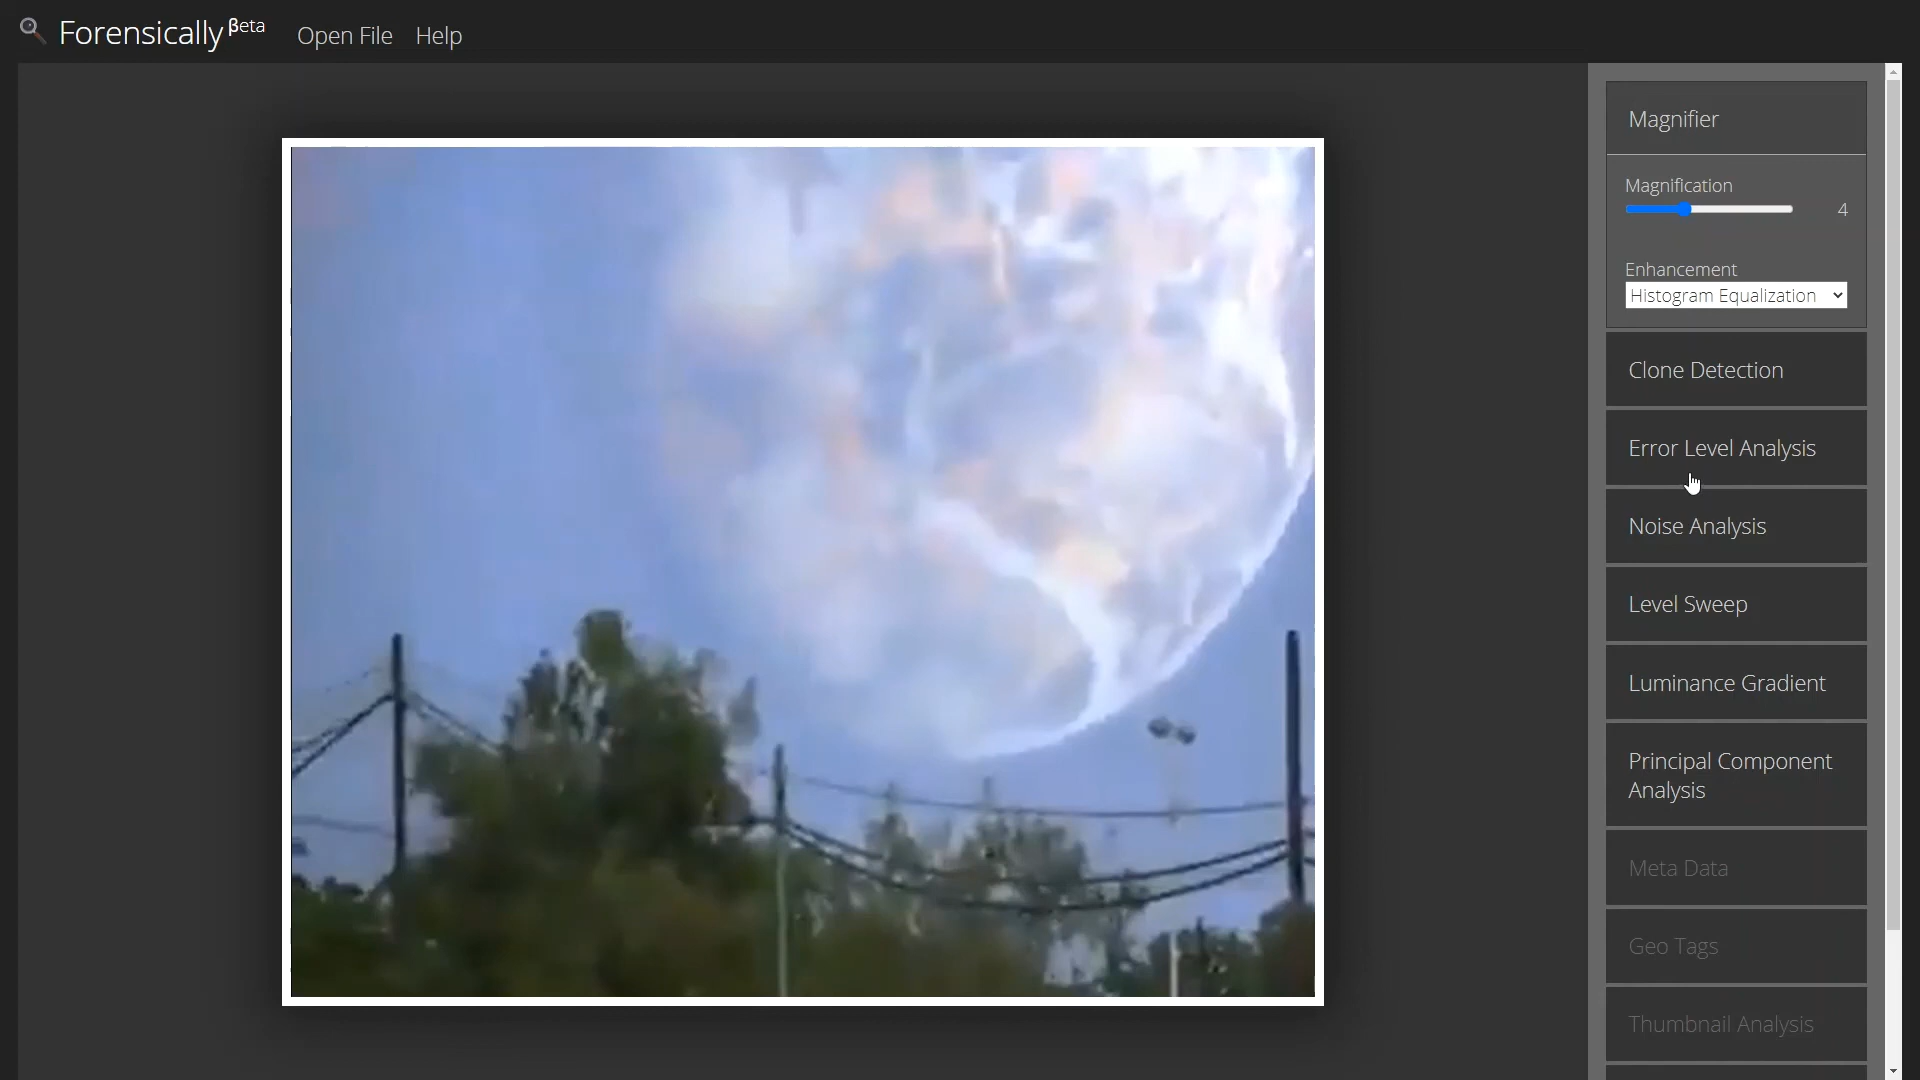 Forensically βeta
Open File
Help
Magnifier
Magnification
4
Enhancement
Histogram Equalization
Clone Detection
Error Level Analysis
Noise Analysis
Level Sweep
Luminance Gradient
Principal Component
Analysis
Meta Data
Geo Tags
Thumbnail Analysis